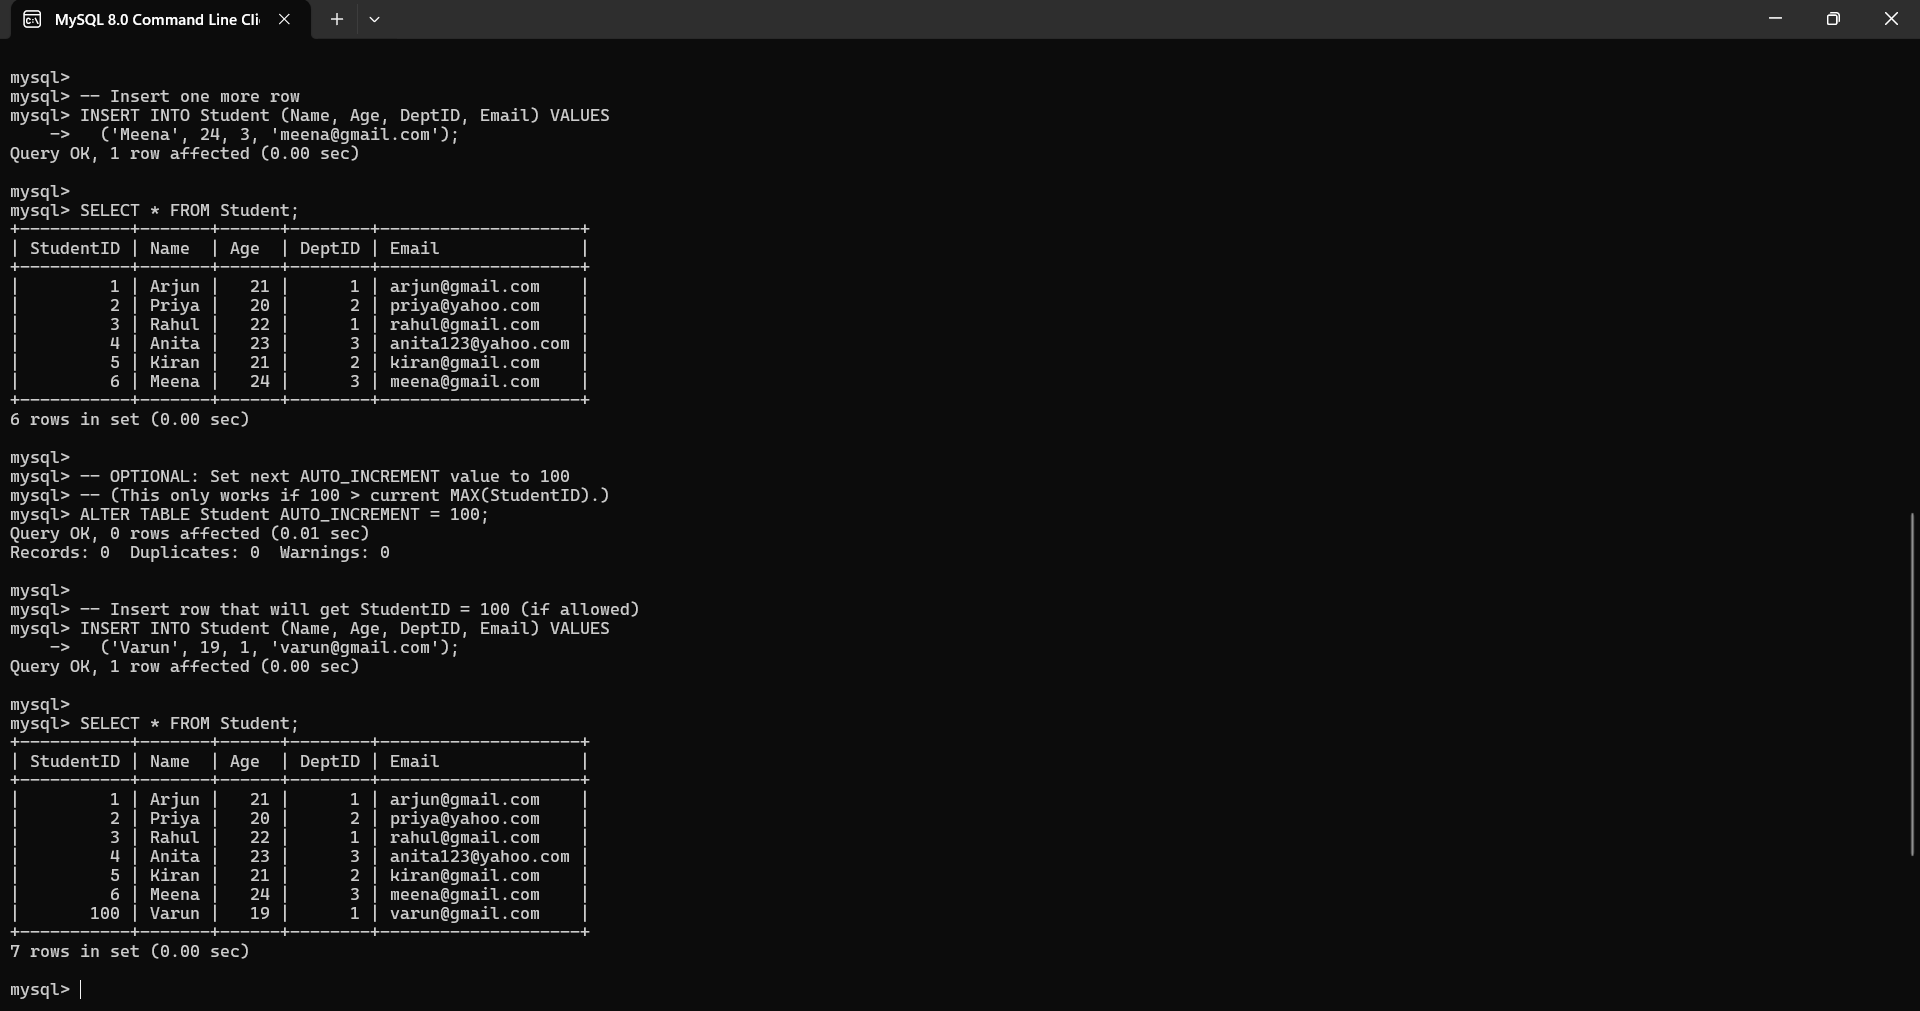 MySQL 8.0 Command Line Cli
mysql>
mysql> -- Insert one more row
mysql> INSERT INTO Student (Name, Age, DeptID, Email) VALUES
    ->   ('Meena', 24, 3, 'meena@gmail.com');
Query OK, 1 row affected (0.00 sec)

mysql>
mysql> SELECT * FROM Student;
+-----------+-------+------+--------+--------------------+
| StudentID | Name  | Age  | DeptID | Email              |
+-----------+-------+------+--------+--------------------+
|         1 | Arjun |   21 |      1 | arjun@gmail.com    |
|         2 | Priya |   20 |      2 | priya@yahoo.com    |
|         3 | Rahul |   22 |      1 | rahul@gmail.com    |
|         4 | Anita |   23 |      3 | anita123@yahoo.com |
|         5 | Kiran |   21 |      2 | kiran@gmail.com    |
|         6 | Meena |   24 |      3 | meena@gmail.com    |
+-----------+-------+------+--------+--------------------+
6 rows in set (0.00 sec)

mysql>
mysql> -- OPTIONAL: Set next AUTO_INCREMENT value to 100
mysql> -- (This only works if 100 > current MAX(StudentID).)
mysql> ALTER TABLE Student AUTO_INCREMENT = 100;
Query OK, 0 rows affected (0.01 sec)
Records: 0  Duplicates: 0  Warnings: 0

mysql>
mysql> -- Insert row that will get StudentID = 100 (if allowed)
mysql> INSERT INTO Student (Name, Age, DeptID, Email) VALUES
    ->   ('Varun', 19, 1, 'varun@gmail.com');
Query OK, 1 row affected (0.00 sec)

mysql>
mysql> SELECT * FROM Student;
+-----------+-------+------+--------+--------------------+
| StudentID | Name  | Age  | DeptID | Email              |
+-----------+-------+------+--------+--------------------+
|         1 | Arjun |   21 |      1 | arjun@gmail.com    |
|         2 | Priya |   20 |      2 | priya@yahoo.com    |
|         3 | Rahul |   22 |      1 | rahul@gmail.com    |
|         4 | Anita |   23 |      3 | anita123@yahoo.com |
|         5 | Kiran |   21 |      2 | kiran@gmail.com    |
|         6 | Meena |   24 |      3 | meena@gmail.com    |
|       100 | Varun |   19 |      1 | varun@gmail.com    |
+-----------+-------+------+--------+--------------------+
7 rows in set (0.00 sec)

mysql>